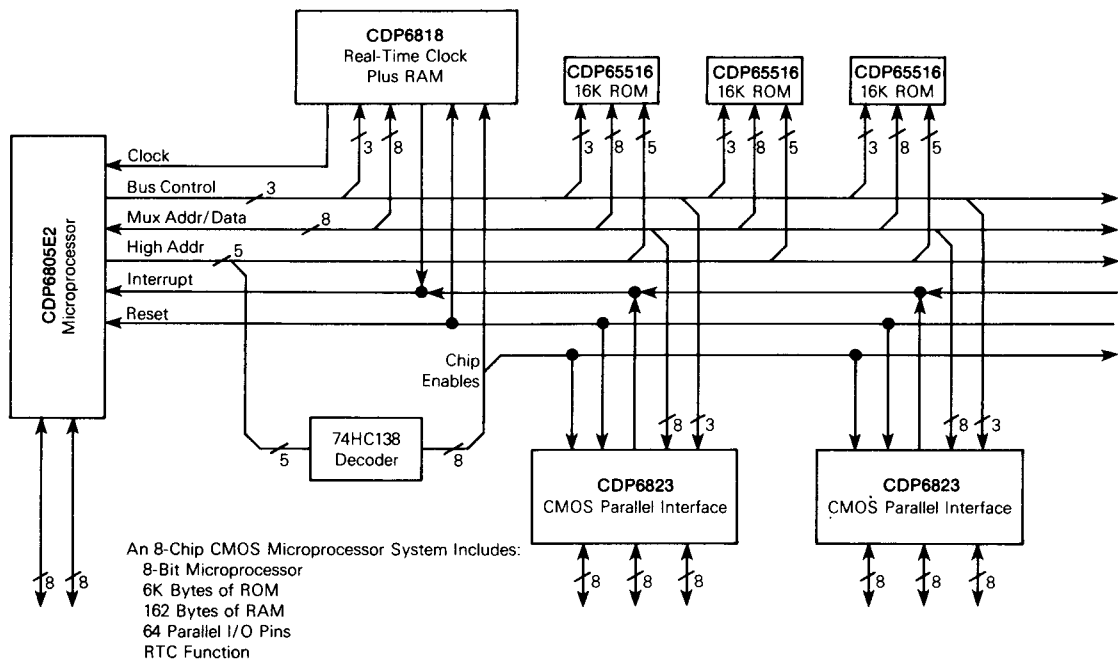 CDP6818
Real-Time Clock
Plus RAM
CDP65516
16K ROM
CDP65516
16K ROM
CDP65516
16K ROM
3
8
3
8
5
3
8
5
3
8
5
CDP6805E2
Microprocessor
Clock
Bus Control
3
Mux Addr/Data
8
High Addr
5
Interrupt
Reset
Chip
Enables
74HC138
Decoder
5
8
8
3
8
3
CDP6823
CMOS Parallel Interface
CDP6823
CMOS Parallel Interface
8
8
8
8
8
8
8
8
An 8-Chip CMOS Microprocessor System Includes:
8-Bit Microprocessor
6K Bytes of ROM
162 Bytes of RAM
64 Parallel I/O Pins
RTC Function